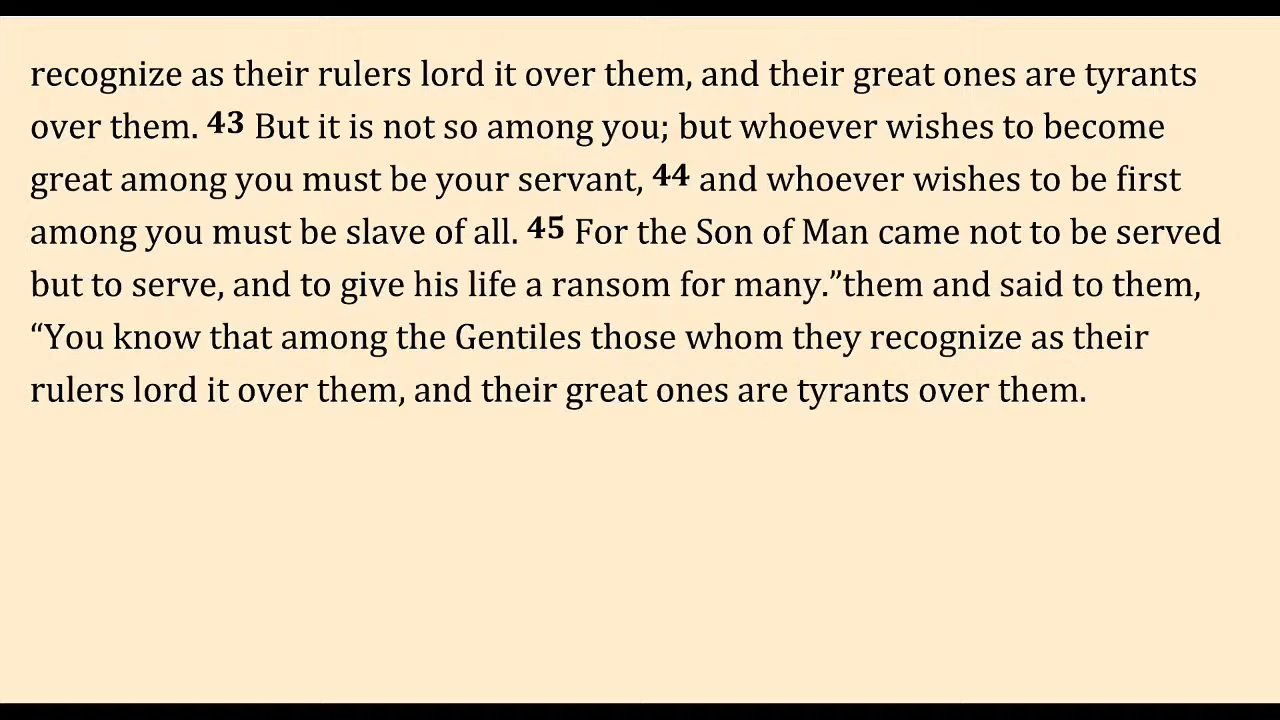 recognize as their rulers lord it over them, and their great ones are tyrants
over them. 43 But it is not so among you; but whoever wishes to become
great among you must be your servant, 44 and whoever wishes to be first
among you must be slave of all. 45 For the Son of Man came not to be served
but to serve, and to give his life a ransom for many.”them and said to them,
“You know that among the Gentiles those whom they recognize as their
rulers lord it over them, and their great ones are tyrants over them.